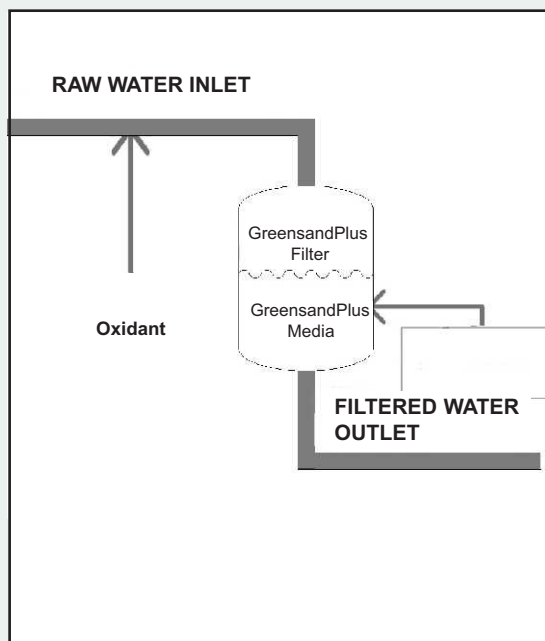 RAW WATER INLET
GreensandPlus
Filter
GreensandPlus
Media
Oxidant
FILTERED WATER
OUTLET